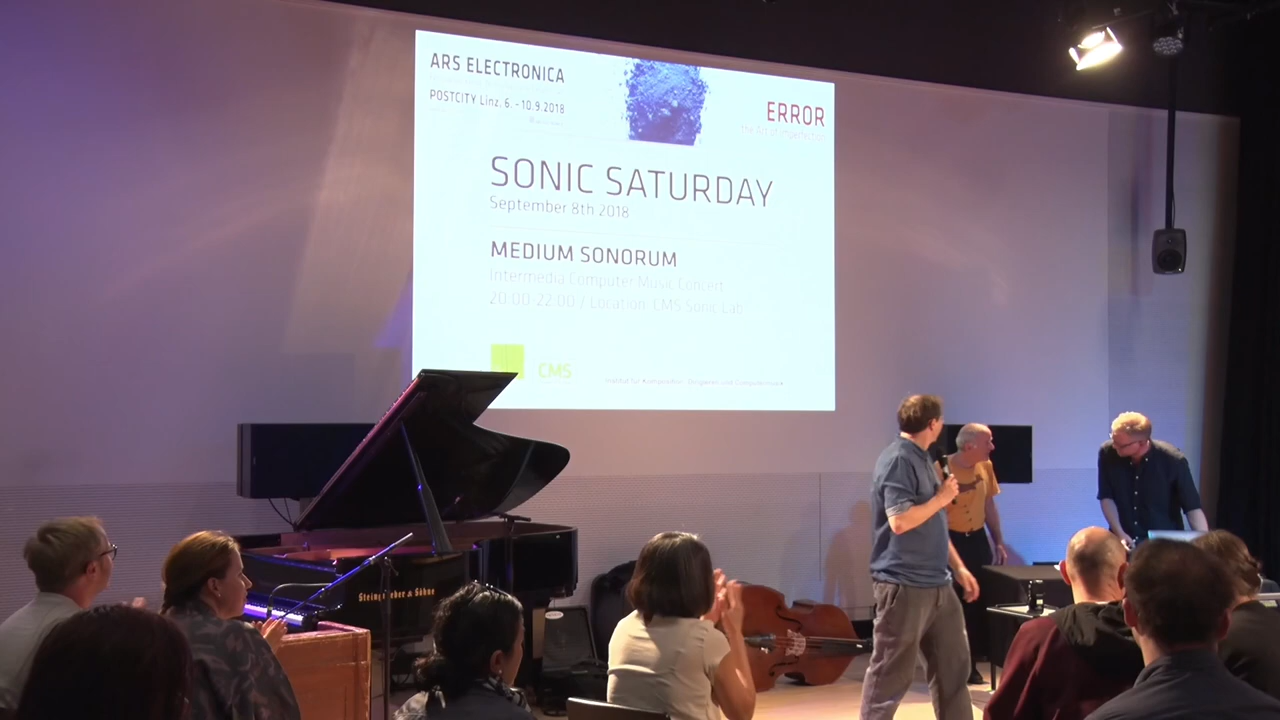 ARS ELECTRONICA
POSTCITY Linz. 6. - 10.9.2018
ERROR
the Art of Imperfection
SONIC SATURDAY
September 8th 2018
MEDIUM SONORUM
Intermedia Computer Music Concert
20:00-22:00 / Location: CMS Sonic Lab
CMS
Steingraeber & Söhne